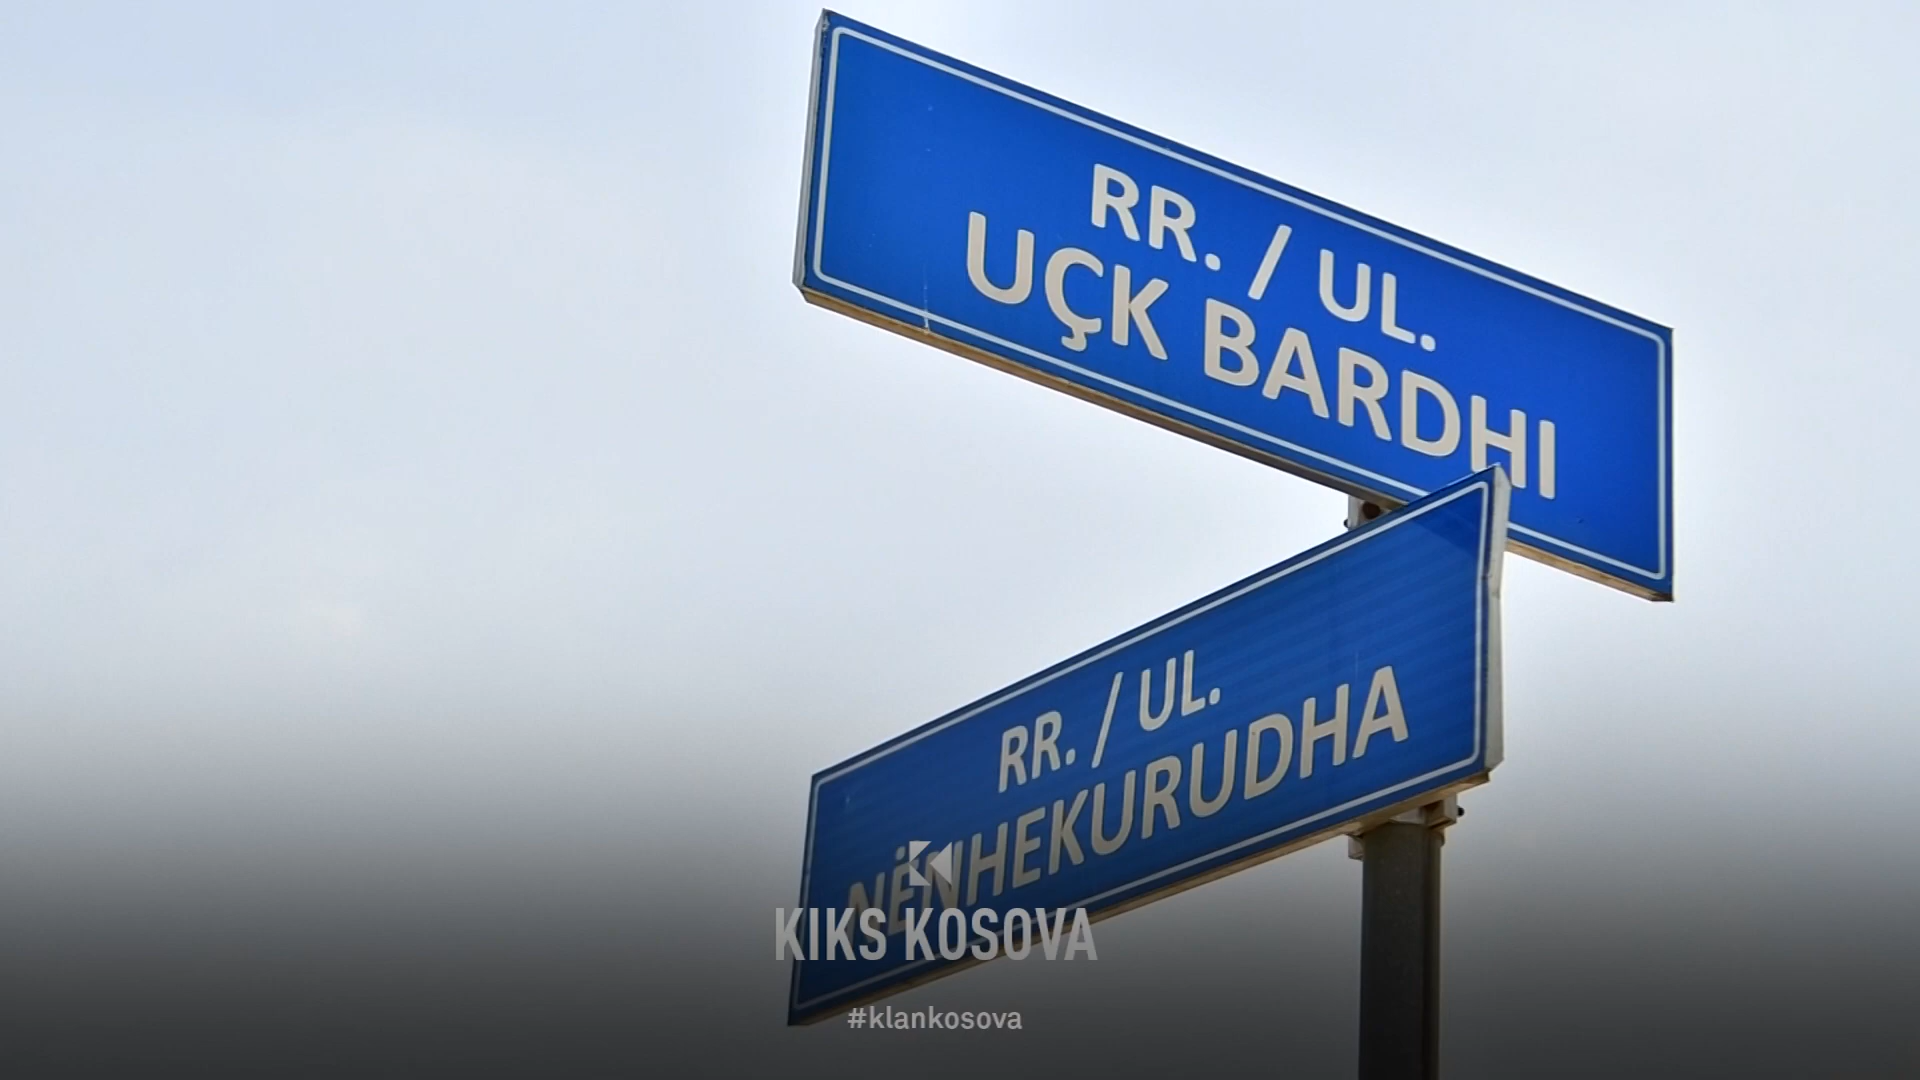 RR. / UL.
UÇK BARDHI
RR. / UL.
NËNHEKURUDHA
KIKS KOSOVA
#klankosova